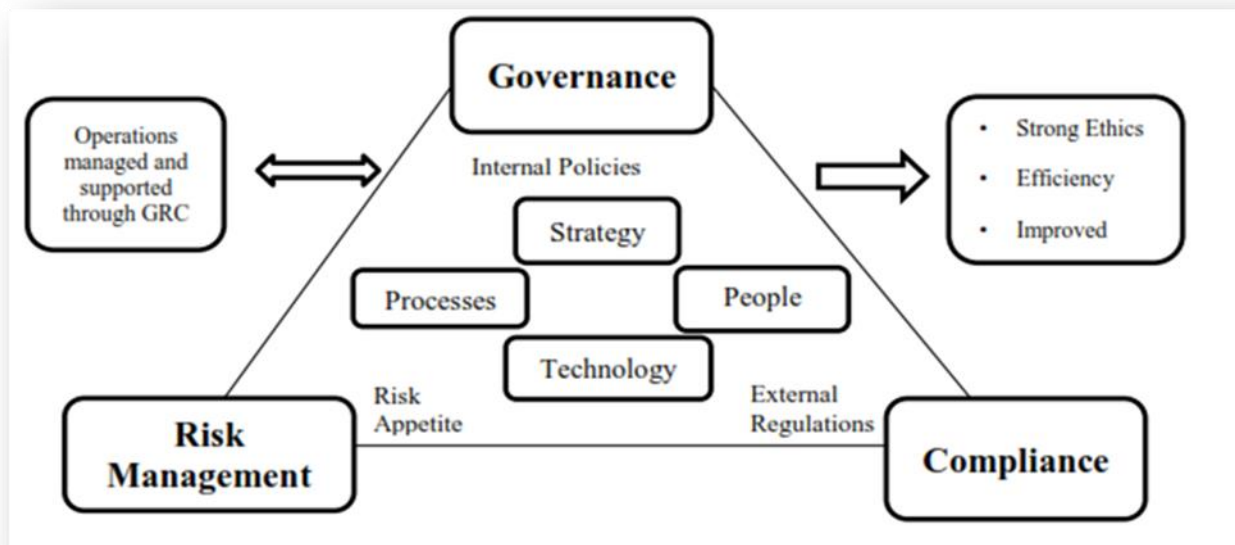 Governance
Operations
managed and
supported
through GRC
Internal Policies
• Strong Ethics
• Efficiency
• Improved
Strategy
Processes
People
Technology
Risk
Appetite
External
Regulations
Risk
Management
Compliance